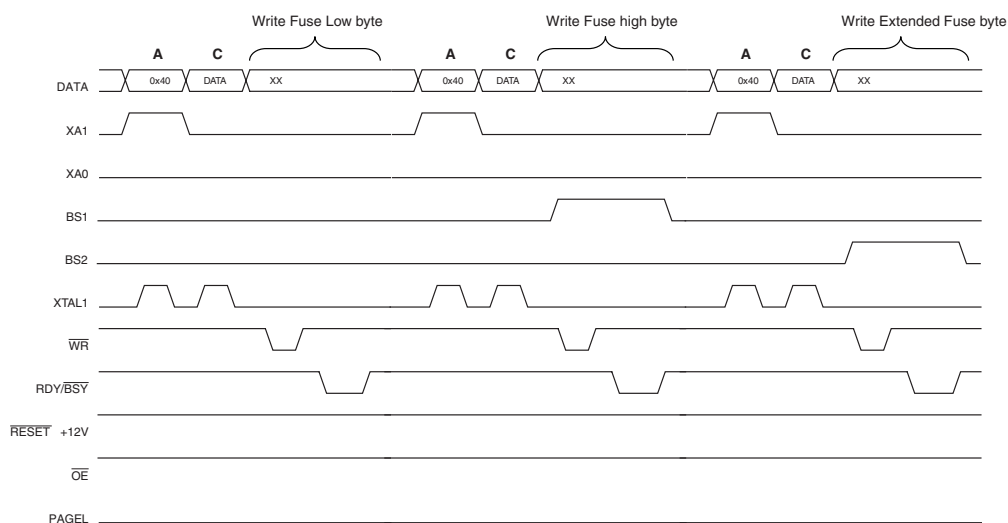 Write Fuse Low byte Write Fuse high byte Write Extended Fuse byte
A C A C A C
DATA 0x40 DATA XX 0x40 DATA XX 0x40 DATA XX
XA1
XA0
BS1
BS2
XTAL1
WR
RDY/BSY
RESET +12V
OE
PAGEL